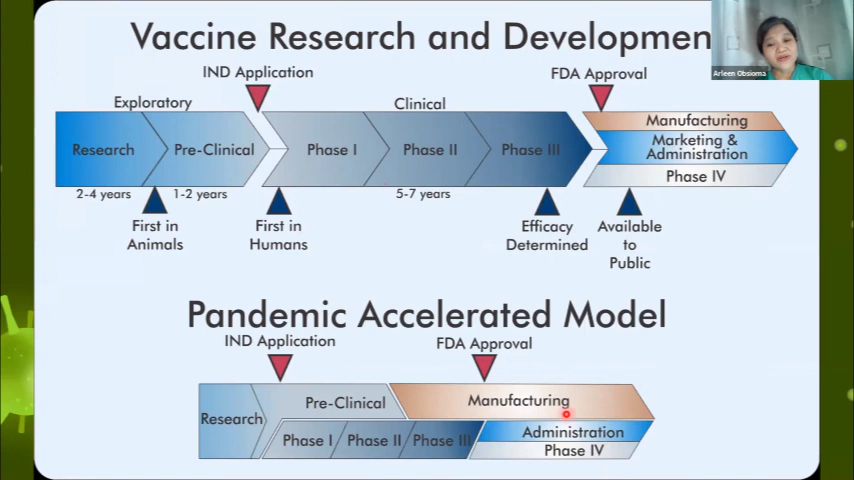 Vaccine Research and Developmen
Arleen Obsioma
IND Application
FDA Approval
Exploratory
Clinical
Research
Pre-Clinical
Phase I
Phase II
Phase III
Manufacturing
Marketing &
Administration
Phase IV
2-4 years
1-2 years
5-7 years
First in
Animals
First in
Humans
Efficacy
Determined
Available
to
Public
Pandemic Accelerated Model
IND Application
FDA Approval
Research
Pre-Clinical
Manufacturing
Phase I
Phase II
Phase III
Administration
Phase IV